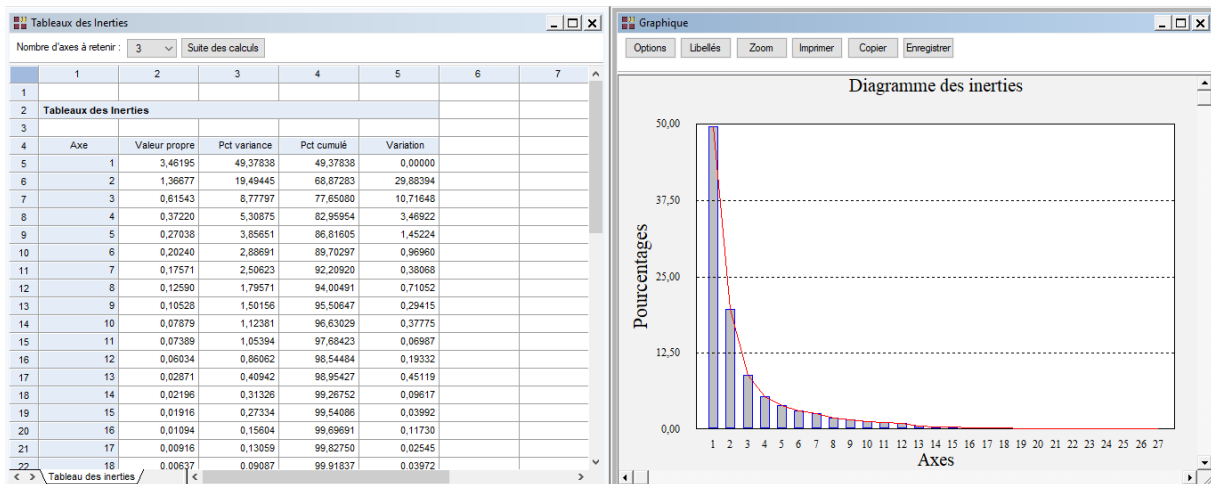 Tableaux des Inerties
Nombre d'axes à retenir : 3 Suite des calculs
1 2 3 4 5 6 7
1
2 Tableaux des Inerties
3
4 Axe Valeur propre Pct variance Pct cumulé Variation
5 1 3,46195 49,37838 49,37838 0,00000
6 2 1,36677 19,49445 68,87283 29,88394
7 3 0,61543 8,77797 77,65080 10,71648
8 4 0,37220 5,30875 82,95954 3,46922
9 5 0,27038 3,85651 86,81605 1,45224
10 6 0,20240 2,88691 89,70297 0,96960
11 7 0,17571 2,50623 92,20920 0,38068
12 8 0,12590 1,79571 94,00491 0,71052
13 9 0,10528 1,50156 95,50647 0,29415
14 10 0,07879 1,12381 96,63029 0,37775
15 11 0,07389 1,05394 97,68423 0,06987
16 12 0,06034 0,86062 98,54484 0,19332
17 13 0,02871 0,40942 98,95427 0,45119
18 14 0,02196 0,31326 99,26752 0,09617
19 15 0,01916 0,27334 99,54086 0,03992
20 16 0,01094 0,15604 99,69691 0,11730
21 17 0,00916 0,13059 99,82750 0,02545
22 18 0,00637 0,09087 99,91837 0,03972
Tableau des inerties
Graphique
Options Libellés Zoom Imprimer Copier Enregistrer
Diagramme des inerties
50,00
37,50
25,00
12,50
0,00
Pourcentages
1 2 3 4 5 6 7 8 9 10 11 12 13 14 15 16 17 18 19 20 21 22 23 24 25 26 27
Axes